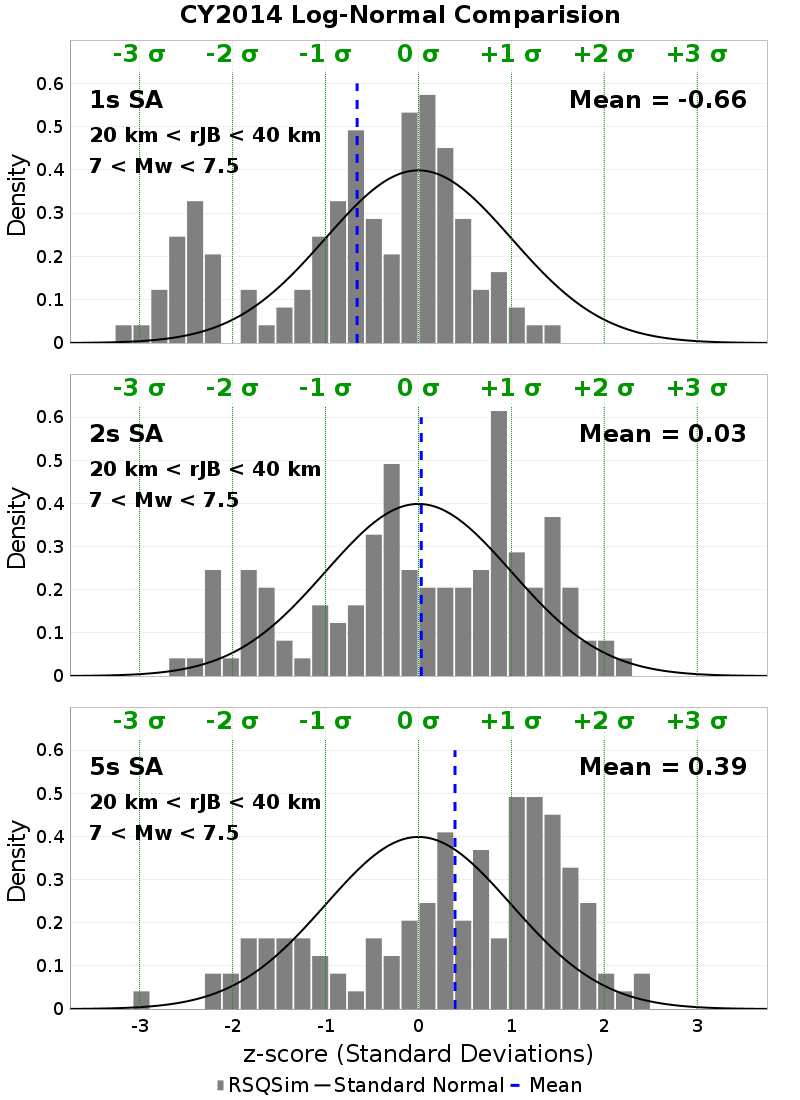 CY2014 Log-Normal Comparision
-3 σ -2 σ -1 σ 0 σ +1 σ +2 σ +3 σ
1s SA
Mean = -0.66
20 km < rJB < 40 km
7 < Mw < 7.5
0.6
0.5
0.4
0.3
0.2
0.1
0
Density
-3 σ -2 σ -1 σ 0 σ +1 σ +2 σ +3 σ
2s SA
Mean = 0.03
20 km < rJB < 40 km
7 < Mw < 7.5
0.6
0.5
0.4
0.3
0.2
0.1
0
Density
-3 σ -2 σ -1 σ 0 σ +1 σ +2 σ +3 σ
5s SA
Mean = 0.39
20 km < rJB < 40 km
7 < Mw < 7.5
0.6
0.5
0.4
0.3
0.2
0.1
0
Density
-3 -2 -1 0 1 2 3
z-score (Standard Deviations)
RSQSim Standard Normal Mean